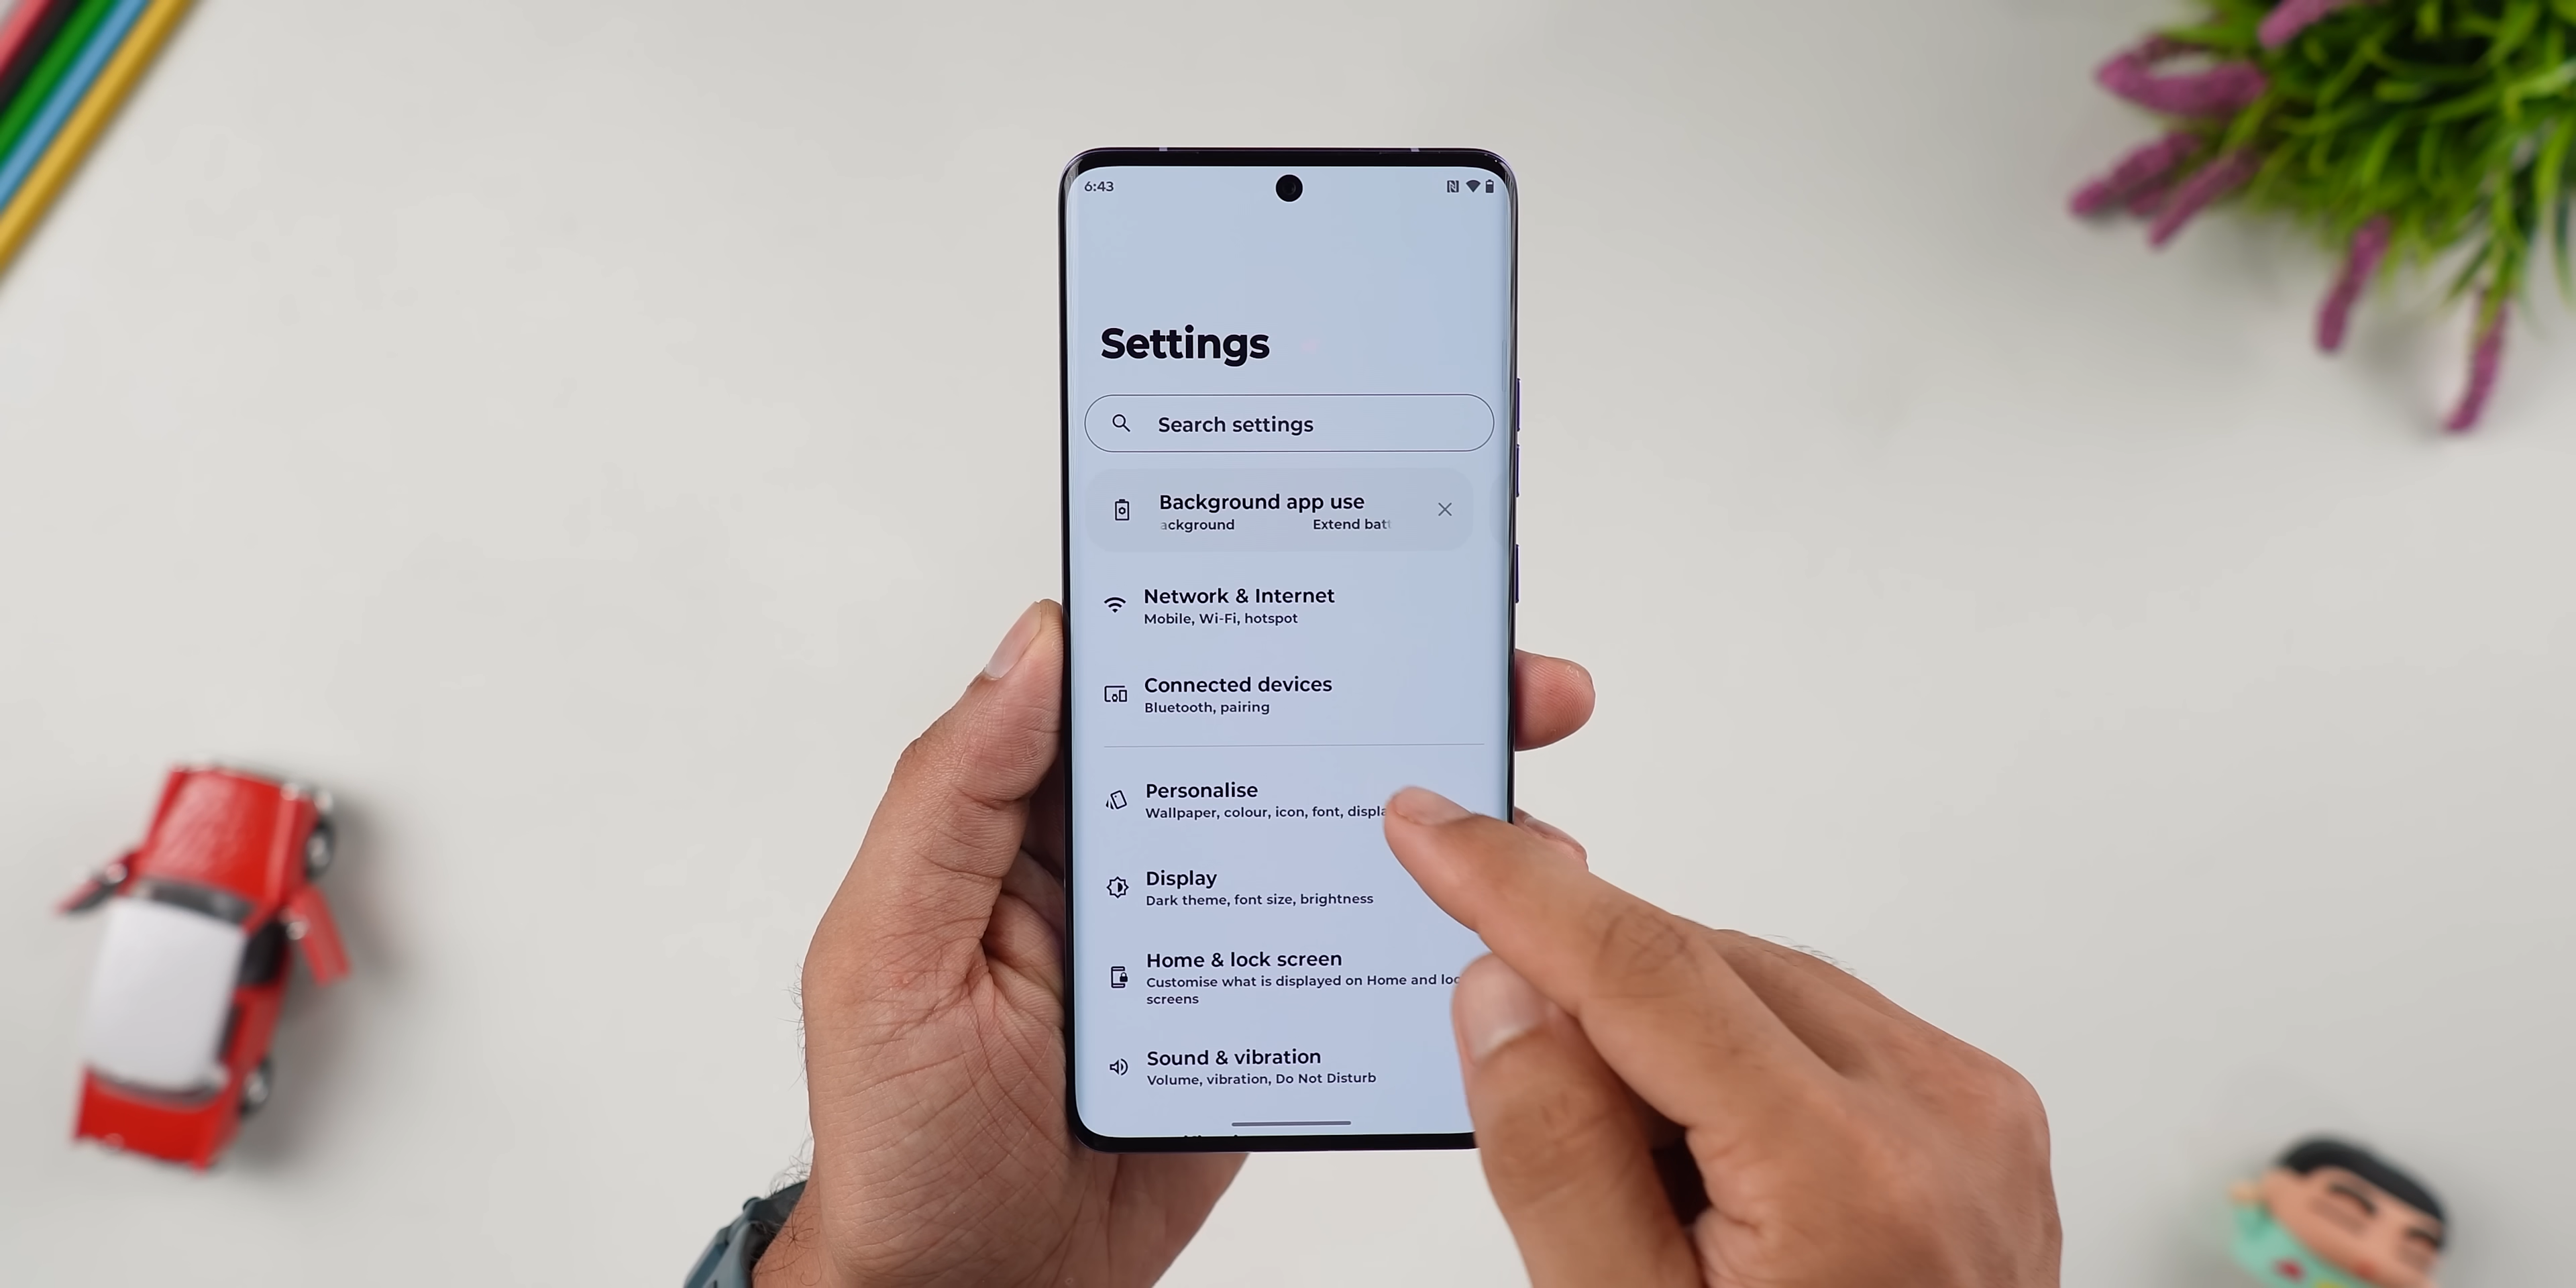 6:43
Settings
Search settings
Background app use
ackground Extend bat
Network & Internet
Mobile, Wi-Fi, hotspot
Connected devices
Bluetooth, pairing
Personalise
Wallpaper, colour, icon, font, displa
Display
Dark theme, font size, brightness
Home & lock screen
Customise what is displayed on Home and loc
screens
Sound & vibration
Volume, vibration, Do Not Disturb